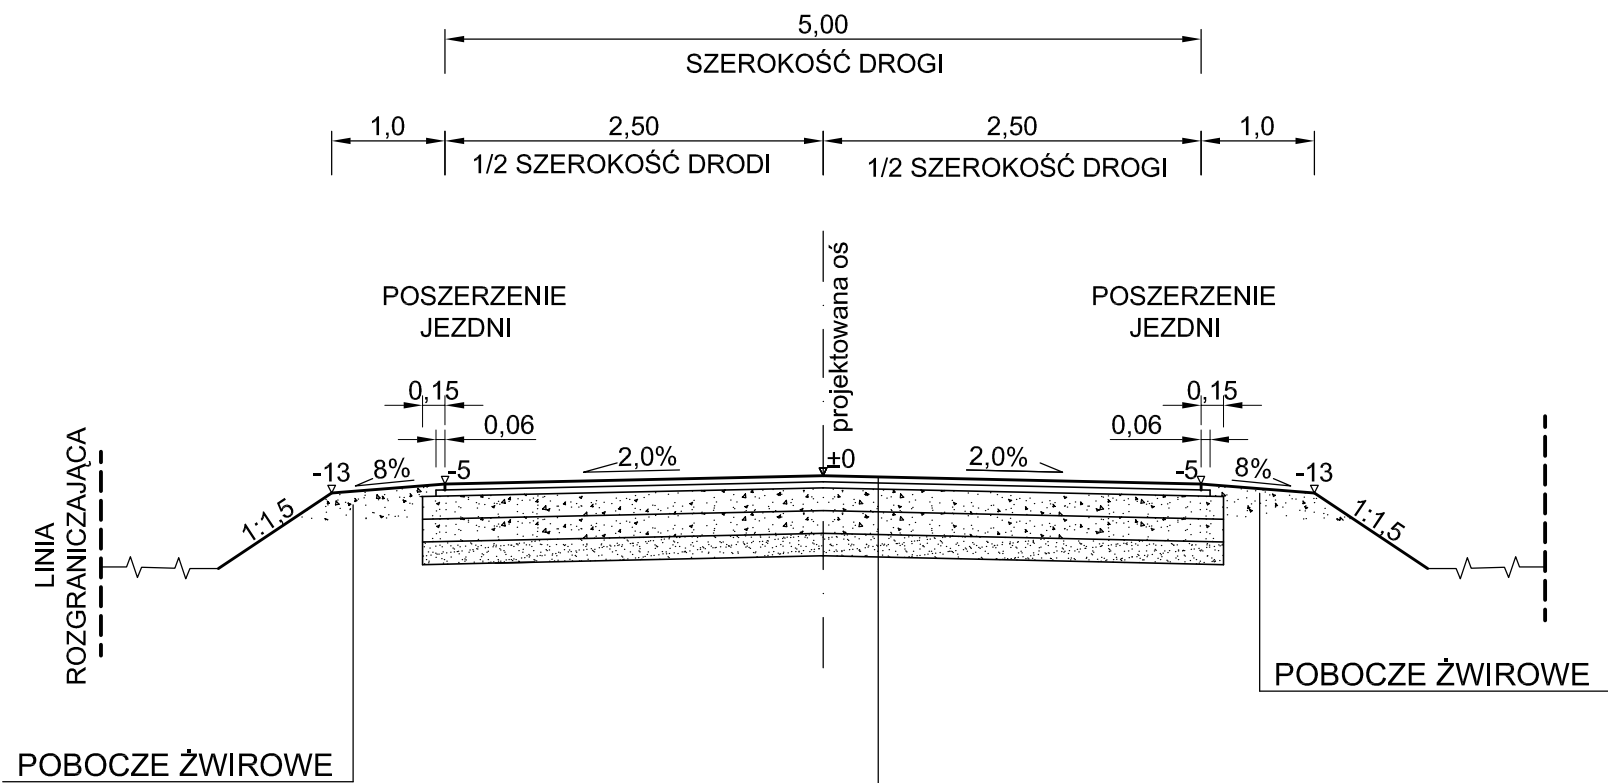 5,00
SZEROKOŚĆ DROGI
1,0
2,50
2,50
1,0
1/2 SZEROKOŚĆ DRODI
1/2 SZEROKOŚĆ DROGI
projektowana oś
POSZERZENIE
JEZDNI
POSZERZENIE
JEZDNI
0,15
0,15
0,06
0,06
LINIA
ROZGRANICZAJĄCA
-13
8%
-5
2,0%
±0
2,0%
-5
8%
-13
1:1,5
1:1,5
POBOCZE ŻWIROWE
POBOCZE ŻWIROWE